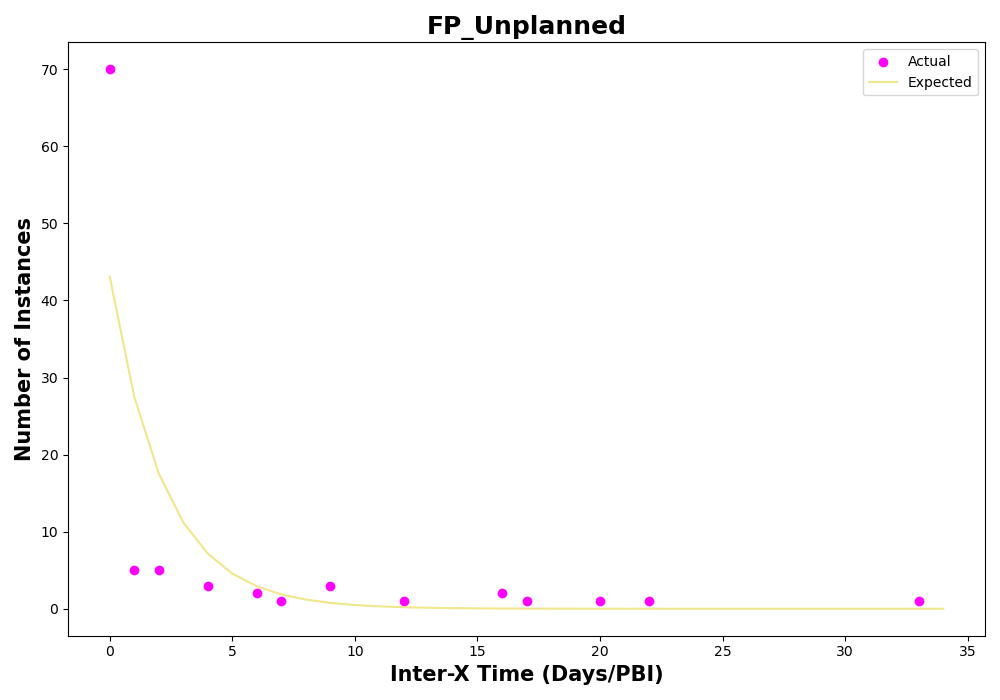 FP_Unplanned
Actual
Expected
70
60
50
40
30
20
10
0
Number of Instances
0 5 10 15 20 25 30 35
Inter-X Time (Days/PBI)